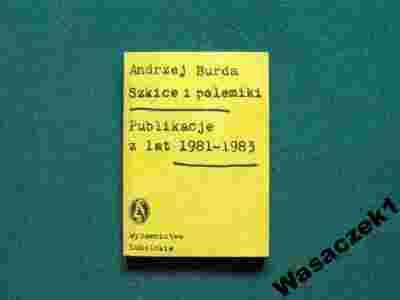 Andrzej Burda
Szkice i polemiki
Publikacje
z lat 1981-1983
Wydawnictwo
Lubelskie
Wasaczek1